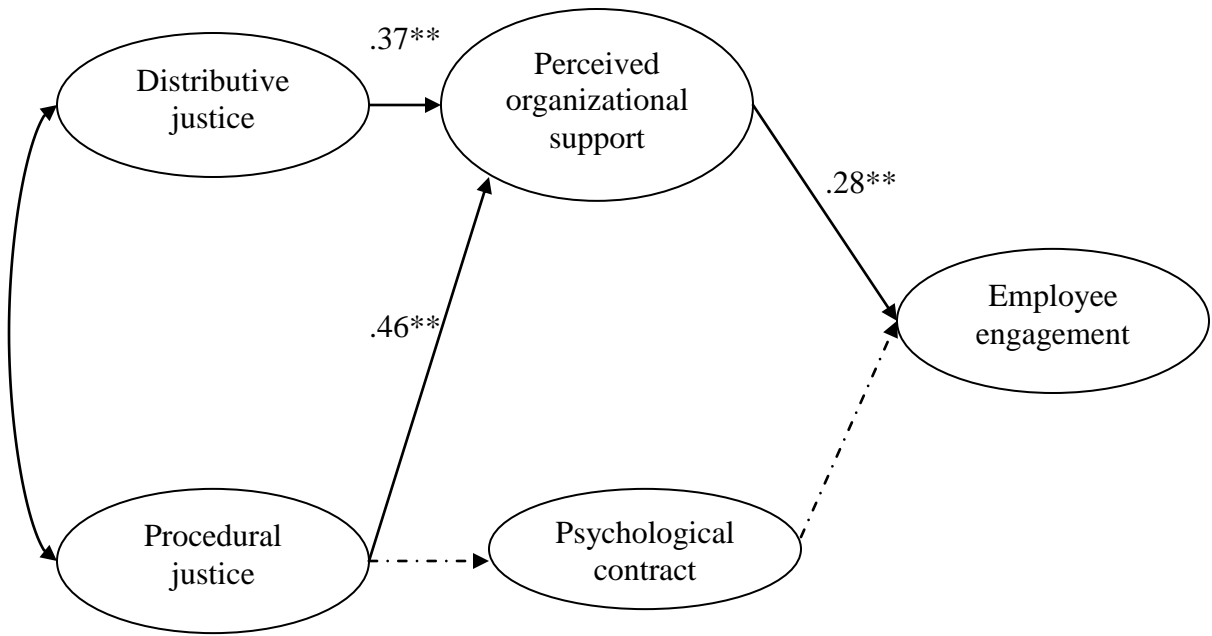 .37**
Distributive
justice
Perceived
organizational
support
.28**
Employee
engagement
.46**
Procedural
justice
Psychological
contract